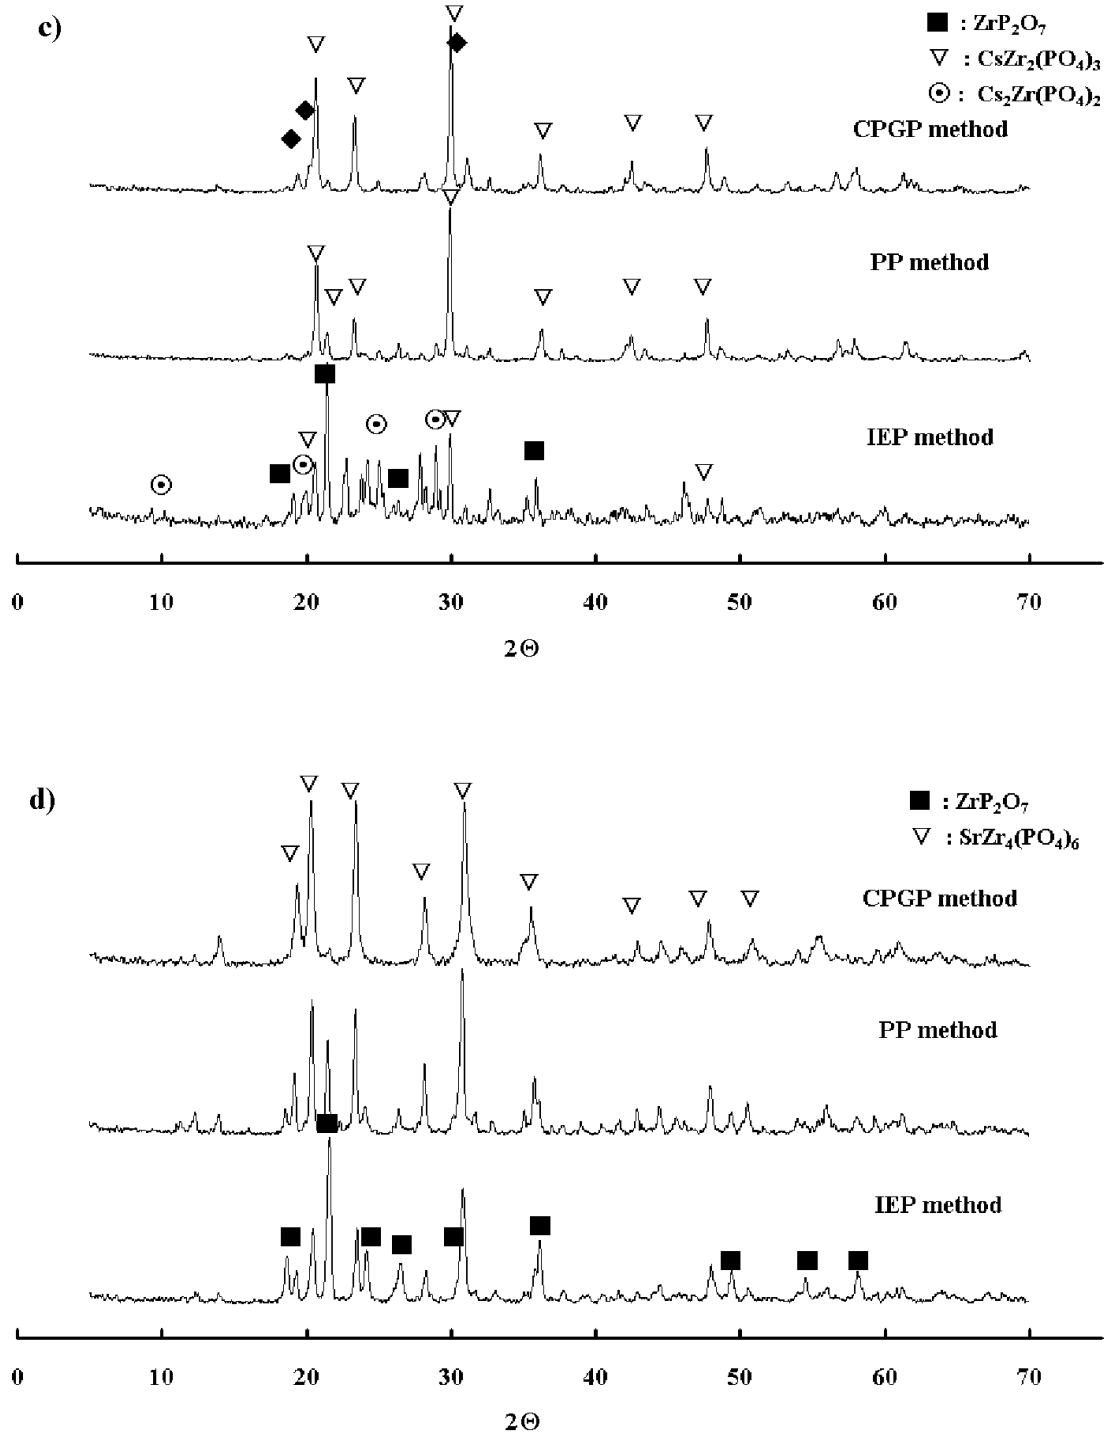 c)
■ : ZrP₂O₇
▽ : CsZr₂(PO₄)₃
⊙ : Cs₂Zr(PO₄)₂
CPGP method
PP method
IEP method
0 10 20 30 40 50 60 70
2Θ
d)
■ : ZrP₂O₇
▽ : SrZr₄(PO₄)₆
CPGP method
PP method
IEP method
0 10 20 30 40 50 60 70
2Θ